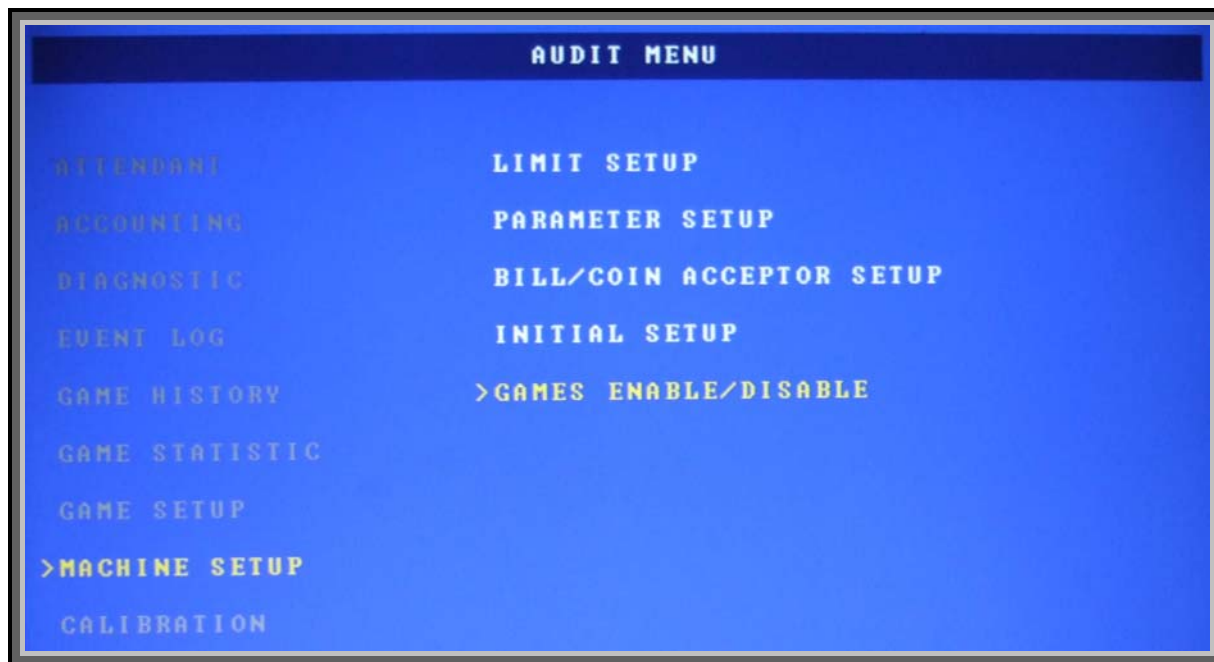 AUDIT MENU
ATTENDANT
ACCOUNTING
DIAGNOSTIC
EVENT LOG
GAME HISTORY
GAME STATISTIC
GAME SETUP
>MACHINE SETUP
CALIBRATION
LIMIT SETUP
PARAMETER SETUP
BILL/COIN ACCEPTOR SETUP
INITIAL SETUP
>GAMES ENABLE/DISABLE